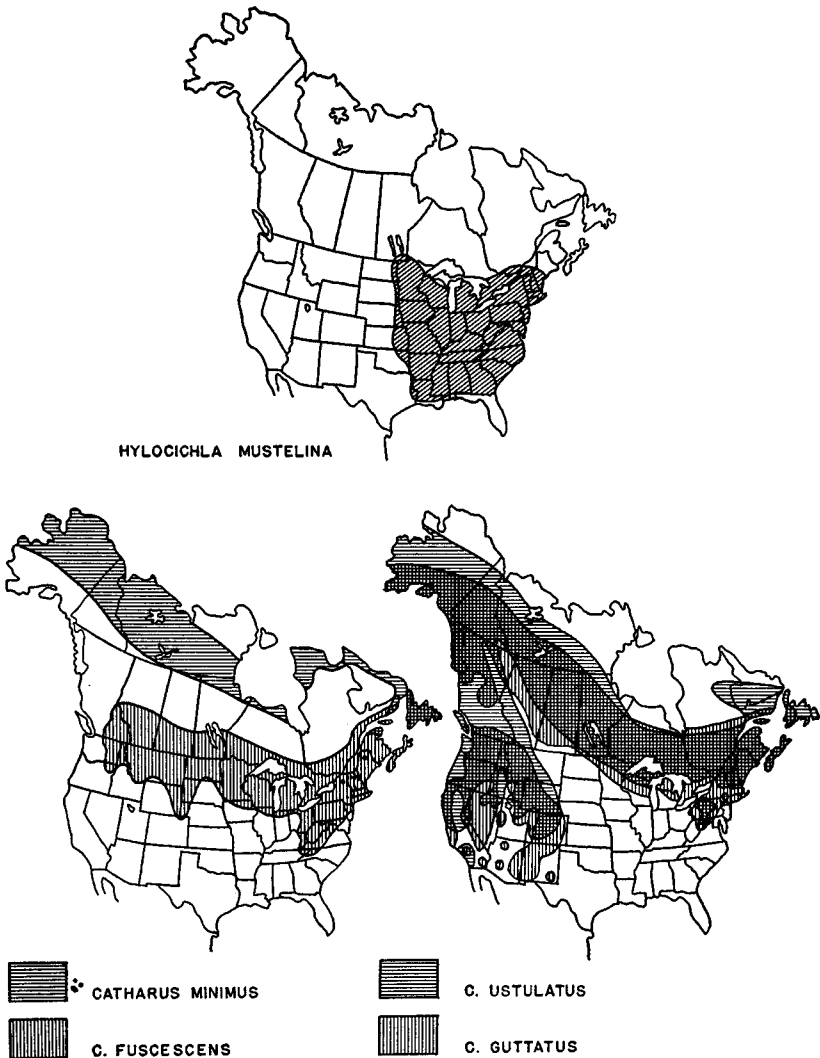 HYLOCICHLA MUSTELINA
CATHARUS MINIMUS
C. USTULATUS
C. FUSCESCENS
C. GUTTATUS